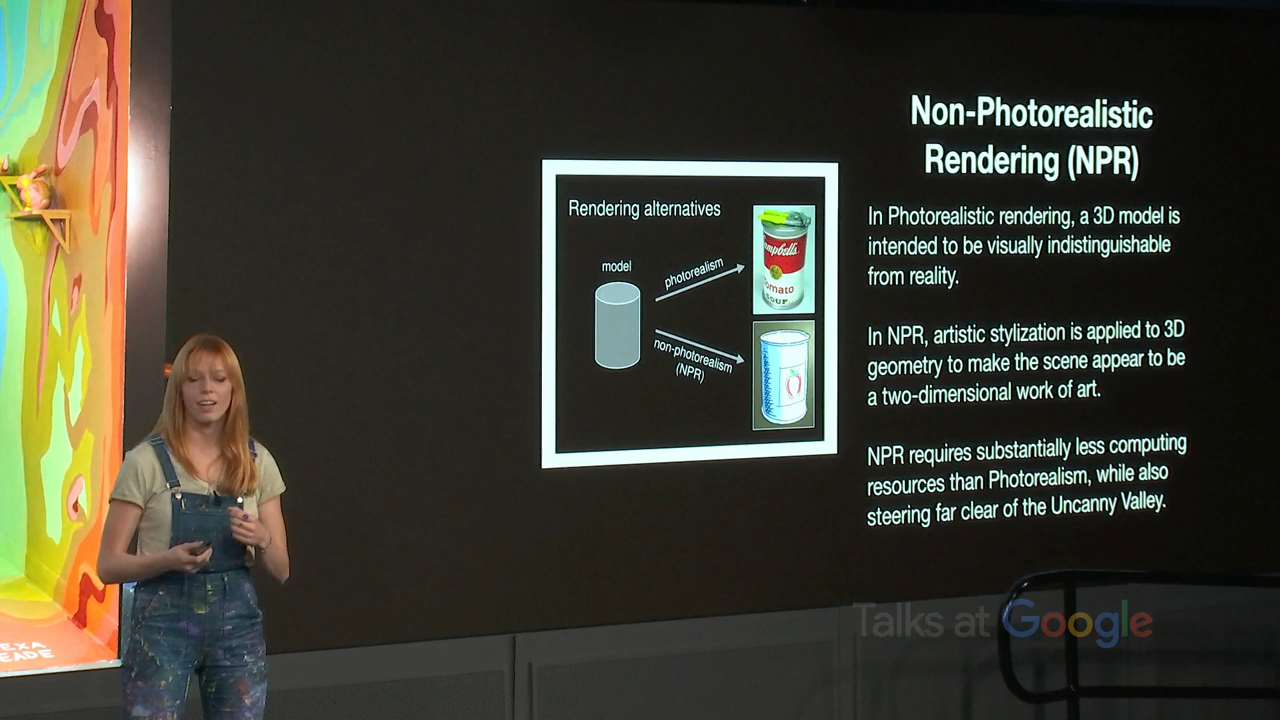 Non-Photorealistic
Rendering (NPR)
In Photorealistic rendering, a 3D model is
intended to be visually indistinguishable
from reality.
In NPR, artistic stylization is applied to 3D
geometry to make the scene appear to be
a two-dimensional work of art.
NPR requires substantially less computing
resources than Photorealism, while also
steering far clear of the Uncanny Valley.
Rendering alternatives
model
photorealism
non-photorealism
(NPR)
ampbell's
Tomato
SOUP
EXA
EADE
Talks at Google